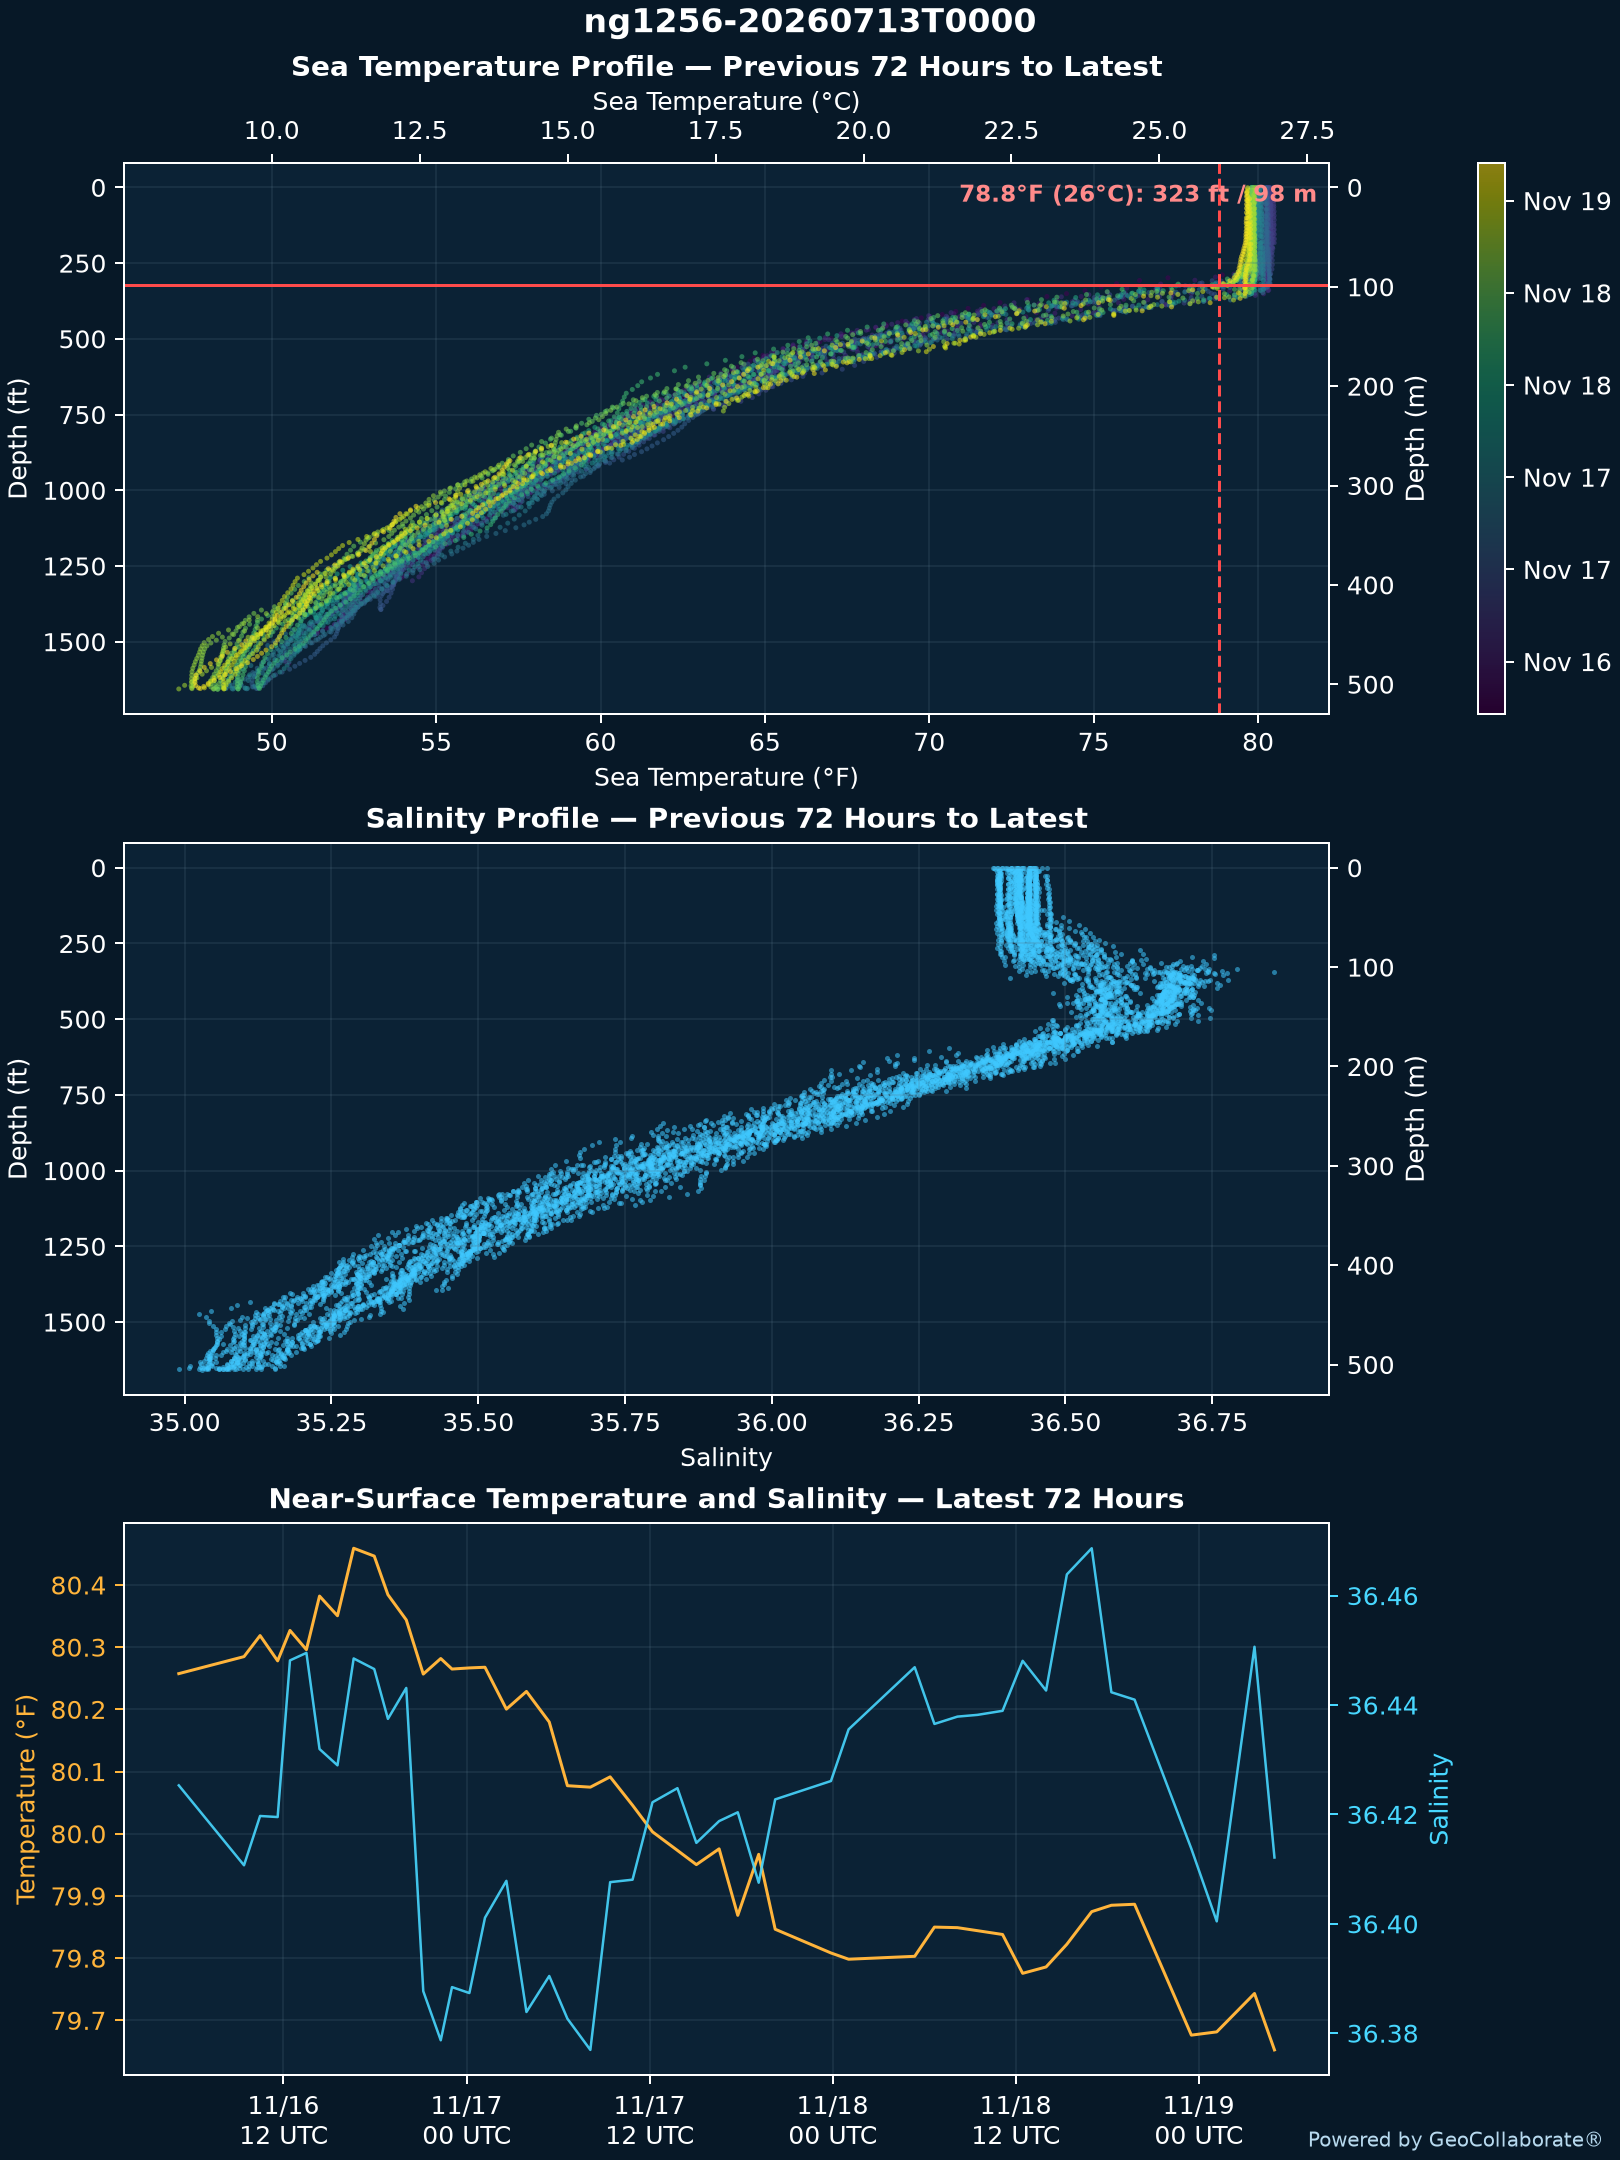 ng1256-20260713T0000
Sea Temperature Profile — Previous 72 Hours to Latest
Sea Temperature (°C)
10.0 12.5 15.0 17.5 20.0 22.5 25.0 27.5
78.8°F (26°C): 323 ft / 98 m
Depth (ft)
0
250
500
750
1000
1250
1500
Depth (m)
0
100
200
300
400
500
50 55 60 65 70 75 80
Sea Temperature (°F)
Nov 19
Nov 18
Nov 18
Nov 17
Nov 17
Nov 16
Salinity Profile — Previous 72 Hours to Latest
Depth (ft)
0
250
500
750
1000
1250
1500
Depth (m)
0
100
200
300
400
500
35.00 35.25 35.50 35.75 36.00 36.25 36.50 36.75
Salinity
Near-Surface Temperature and Salinity — Latest 72 Hours
Temperature (°F)
80.4
80.3
80.2
80.1
80.0
79.9
79.8
79.7
Salinity
36.46
36.44
36.42
36.40
36.38
11/16 11/17 11/17 11/18 11/18 11/19
12 UTC 00 UTC 12 UTC 00 UTC 12 UTC 00 UTC
Powered by GeoCollaborate®